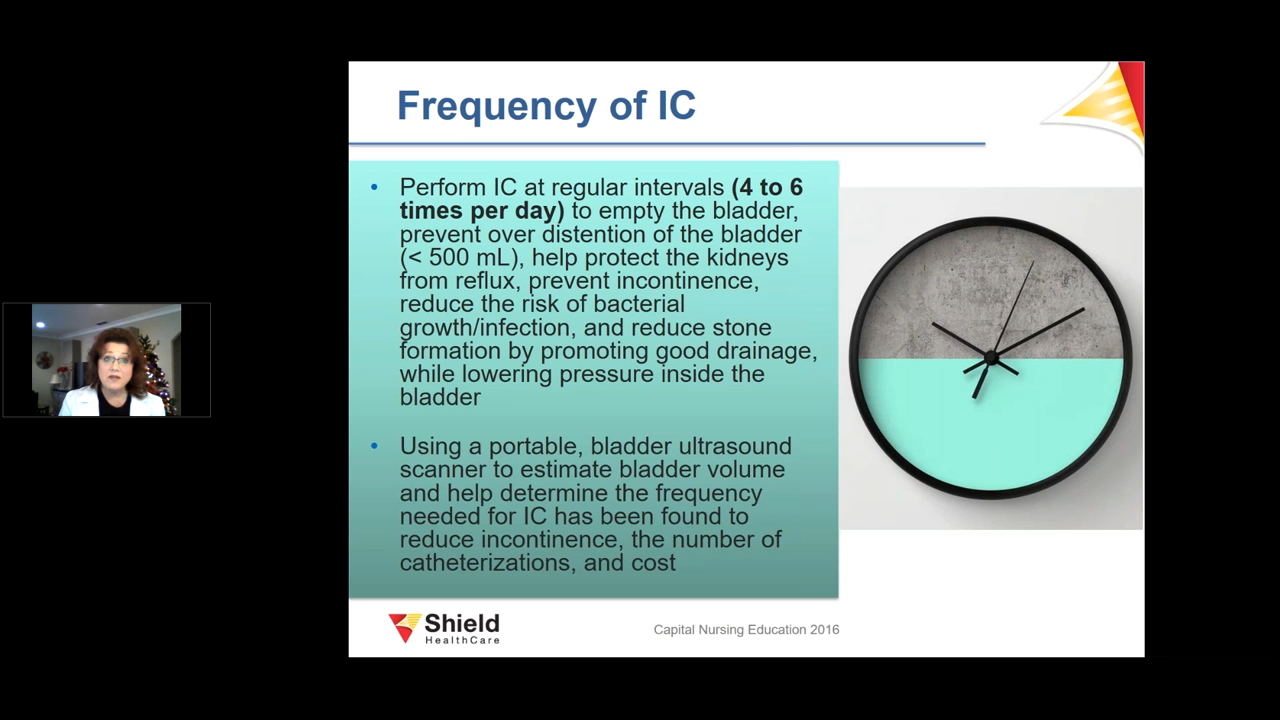 Frequency of IC
• Perform IC at regular intervals (4 to 6
times per day) to empty the bladder,
prevent over distention of the bladder
(< 500 mL), help protect the kidneys
from reflux, prevent incontinence,
reduce the risk of bacterial
growth/infection, and reduce stone
formation by promoting good drainage,
while lowering pressure inside the
bladder
• Using a portable, bladder ultrasound
scanner to estimate bladder volume
and help determine the frequency
needed for IC has been found to
reduce incontinence, the number of
catheterizations, and cost
Shield
HealthCare
Capital Nursing Education 2016